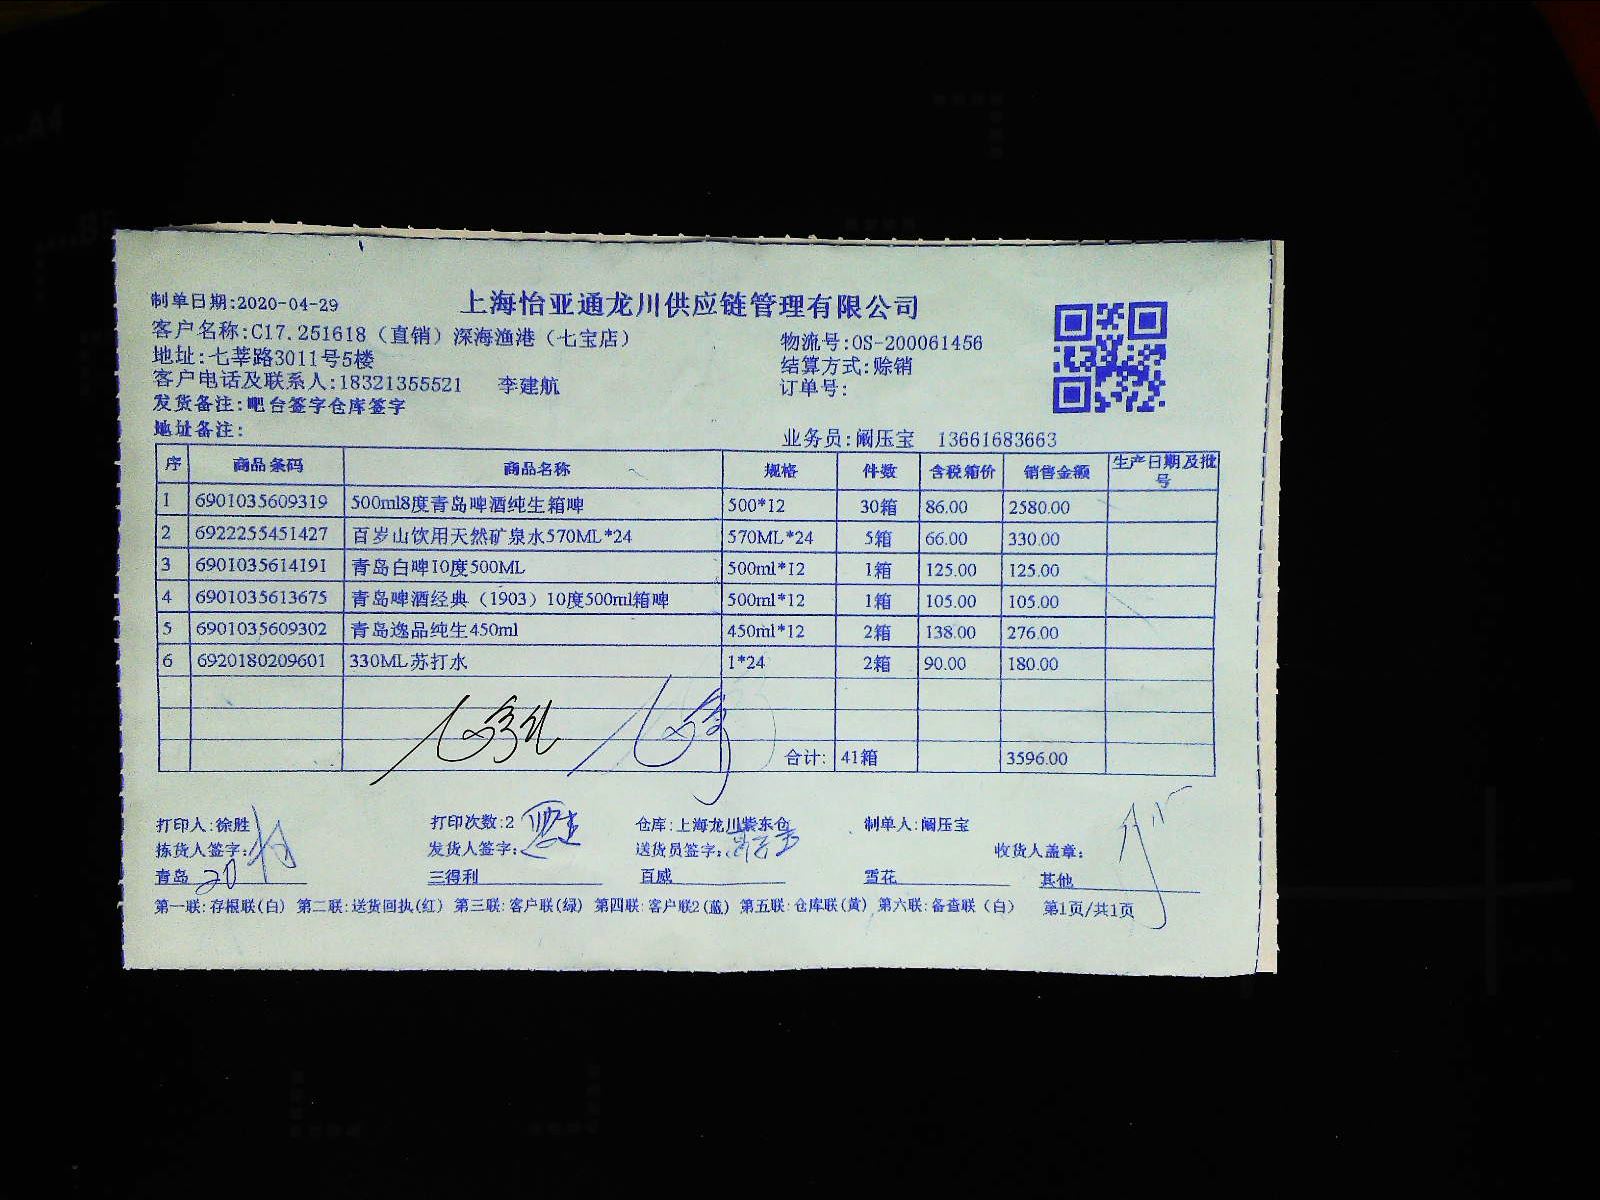 制单日期:2020-04-29 上海怡亚通龙川供应链管理有限公司
客户名称:C17.251618（直销）深海渔港（七宝店） 物流号:OS-200061456
地址:七莘路3011号5楼 结算方式:赊销
客户电话及联系人:18321355521 李建航 订单号:
发货备注:吧台签字仓库签字
地址备注: 业务员:阚压宝 13661683663
序 商品条码 商品名称 规格 件数 含税箱价 销售金额 生产日期及批号
1 6901035609319 500ml8度青岛啤酒纯生箱啤 500*12 30箱 86.00 2580.00
2 6922255451427 百岁山饮用天然矿泉水570ML*24 570ML*24 5箱 66.00 330.00
3 6901035614191 青岛白啤10度500ML 500ml*12 1箱 125.00 125.00
4 6901035613675 青岛啤酒经典（1903）10度500ml箱啤 500ml*12 1箱 105.00 105.00
5 6901035609302 青岛逸品纯生450ml 450ml*12 2箱 138.00 276.00
6 6920180209601 330ML苏打水 1*24 2箱 90.00 180.00
合计: 41箱 3596.00
打印人:徐胜 打印次数:2 仓库:上海龙川紫东仓 制单人:阚压宝
拣货人签字: 发货人签字: 送货员签字: 收货人盖章:
青岛 20 三得利 百威 雪花 其他
第一联:存根联(白) 第二联:送货回执(红) 第三联:客户联(绿) 第四联:客户联2(蓝) 第五联:仓库联(黄) 第六联:备查联（白） 第1页/共1页